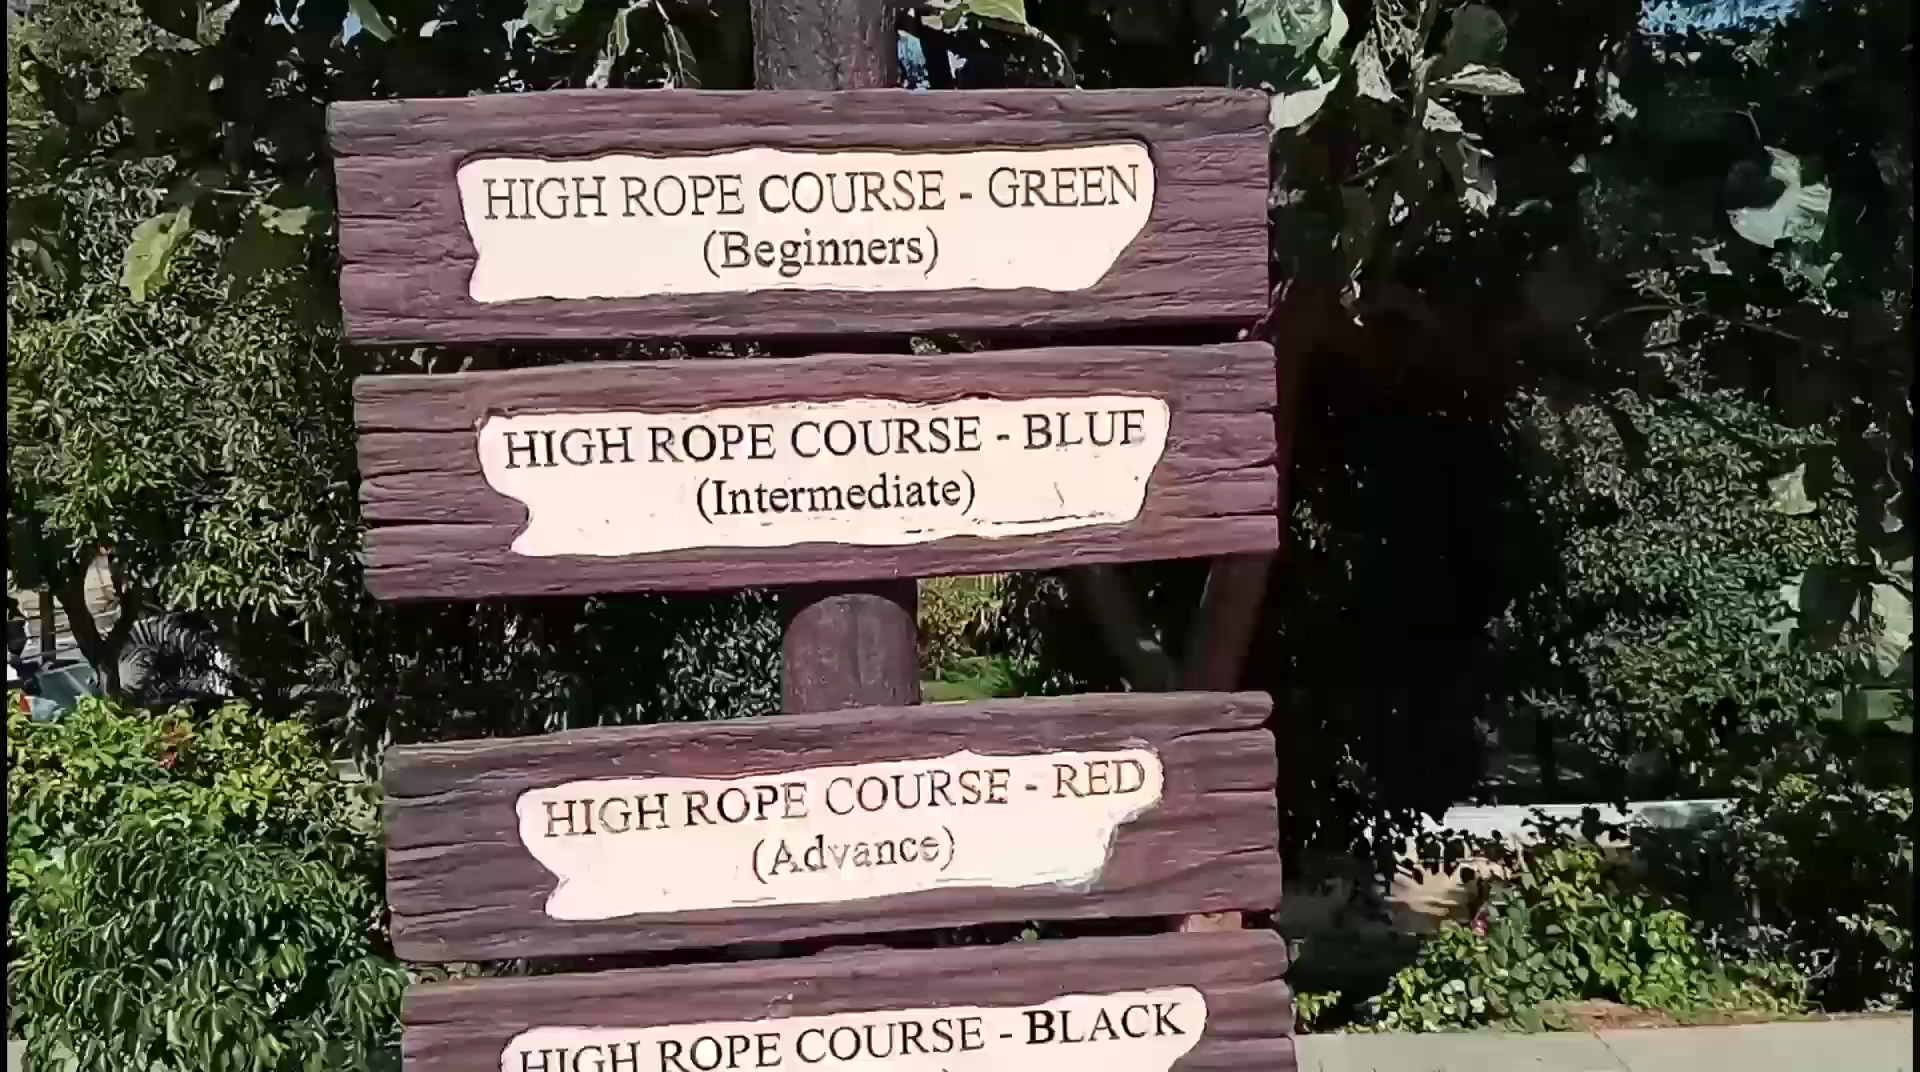 HIGH ROPE COURSE - GREEN
(Beginners)
HIGH ROPE COURSE - BLUE
(Intermediate)
HIGH ROPE COURSE - RED
(Advance)
HIGH ROPE COURSE - BLACK